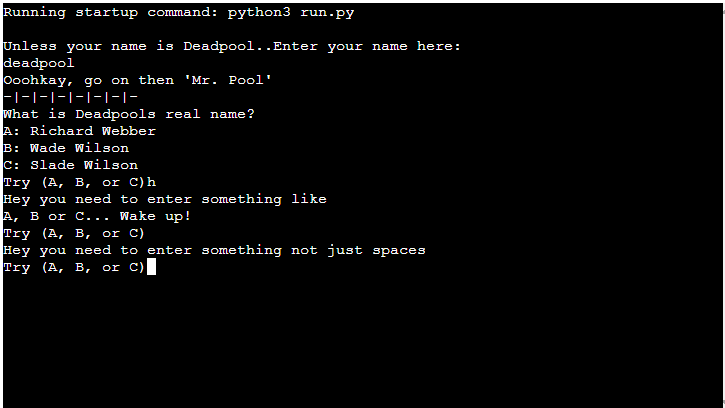 Running startup command: python3 run.py
Unless your name is Deadpool..Enter your name here:
deadpool
Ooohkay, go on then 'Mr. Pool'
-|-|-|-|-|-|-|-
What is Deadpools real name?
A: Richard Webber
B: Wade Wilson
C: Slade Wilson
Try (A, B, or C)h
Hey you need to enter something like
A, B or C... Wake up!
Try (A, B, or C)
Hey you need to enter something not just spaces
Try (A, B, or C)